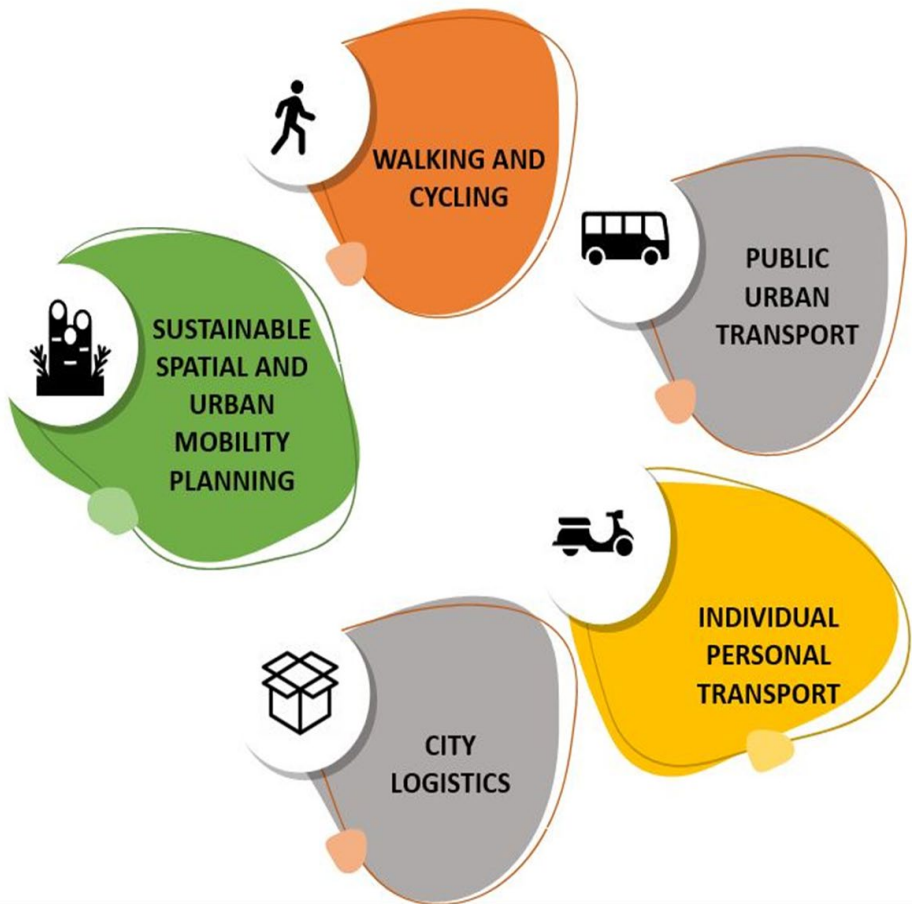 WALKING AND
CYCLING
PUBLIC
URBAN
TRANSPORT
SUSTAINABLE
SPATIAL AND
URBAN
MOBILITY
PLANNING
INDIVIDUAL
PERSONAL
TRANSPORT
CITY
LOGISTICS